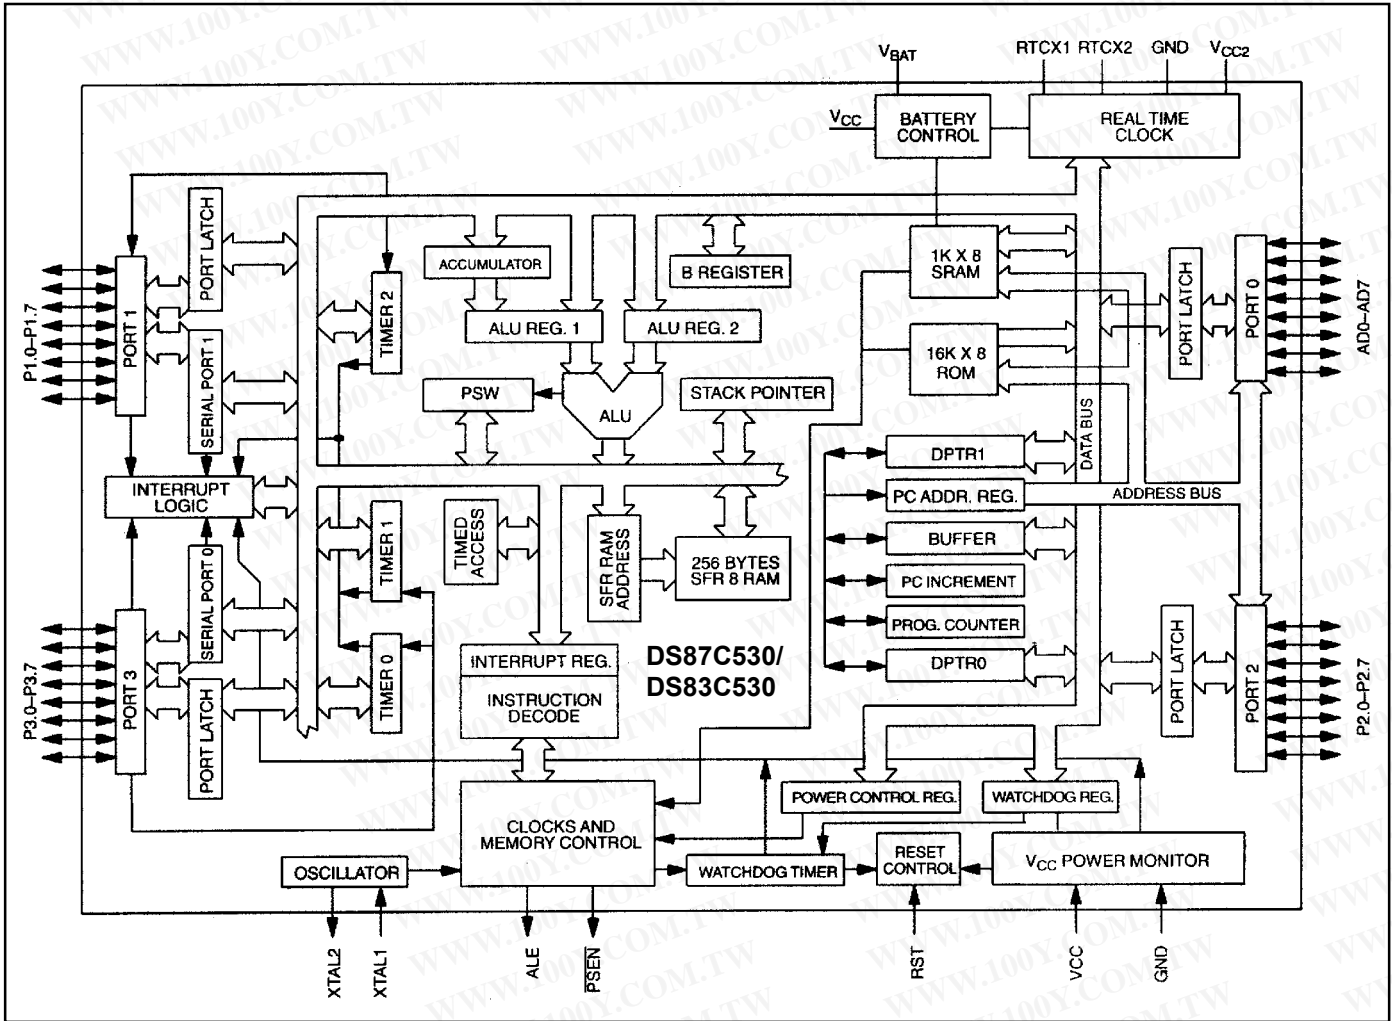 VBAT
RTCX1 RTCX2 GND VCC2
VCC
BATTERY
CONTROL
REAL TIME
CLOCK
PORT LATCH
ACCUMULATOR
B REGISTER
1K X 8
SRAM
PORT LATCH
PORT 0
AD0–AD7
P1.0–P1.7
PORT 1
TIMER 2
ALU REG. 1
ALU REG. 2
16K X 8
ROM
SERIAL PORT 1
PSW
ALU
STACK POINTER
DATA BUS
DPTR1
INTERRUPT
LOGIC
PC ADDR. REG.
ADDRESS BUS
TIMER 1
TIMED
ACCESS
SFR RAM
ADDRESS
256 BYTES
SFR 8 RAM
BUFFER
PC INCREMENT
SERIAL PORT 0
PROG. COUNTER
P3.0–P3.7
PORT 3
PORT LATCH
TIMER 0
INTERRUPT REG.
INSTRUCTION
DECODE
DS87C530/
DS83C530
DPTR0
PORT LATCH
PORT 2
P2.0–P2.7
POWER CONTROL REG.
WATCHDOG REG.
CLOCKS AND
MEMORY CONTROL
OSCILLATOR
WATCHDOG TIMER
RESET
CONTROL
VCC POWER MONITOR
XTAL2
XTAL1
ALE
PSEN
RST
VCC
GND
WWW.100Y.COM.TW